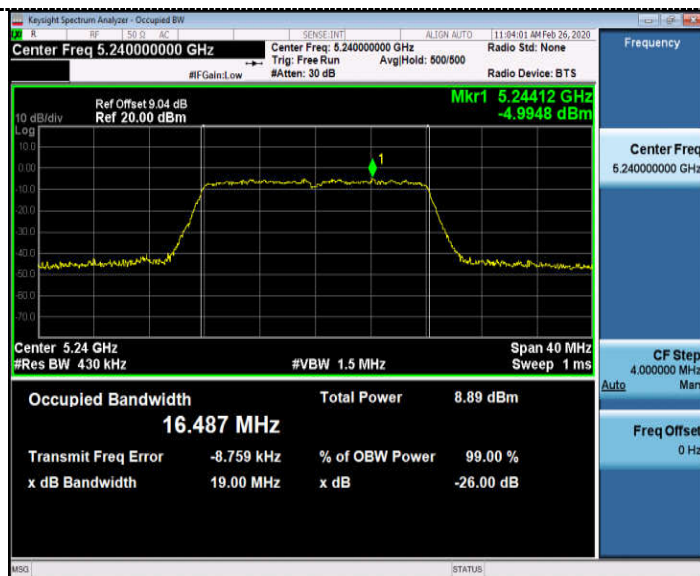 Keysight Spectrum Analyzer - Occupied BW
R RF 50 Ω AC SENSE:INT ALIGN AUTO 11:04:01 AM Feb 26, 2020
Center Freq 5.240000000 GHz
Center Freq: 5.240000000 GHz
Radio Std: None
Trig: Free Run Avg|Hold: 500/500
#IFGain:Low
#Atten: 30 dB
Radio Device: BTS
Frequency
Ref Offset 9.04 dB
Mkr1 5.24412 GHz
10 dB/div Ref 20.00 dBm
-4.9948 dBm
Log
10.0
0.00
-10.0
-20.0
-30.0
-40.0
-50.0
-60.0
-70.0
1
Center 5.24 GHz
Span 40 MHz
#Res BW 430 kHz
#VBW 1.5 MHz
Sweep 1 ms
Occupied Bandwidth
Total Power 8.89 dBm
16.487 MHz
Transmit Freq Error -8.759 kHz
% of OBW Power 99.00 %
x dB Bandwidth 19.00 MHz
x dB -26.00 dB
Center Freq
5.240000000 GHz
CF Step
4.000000 MHz
Auto Man
Freq Offset
0 Hz
MSG
STATUS